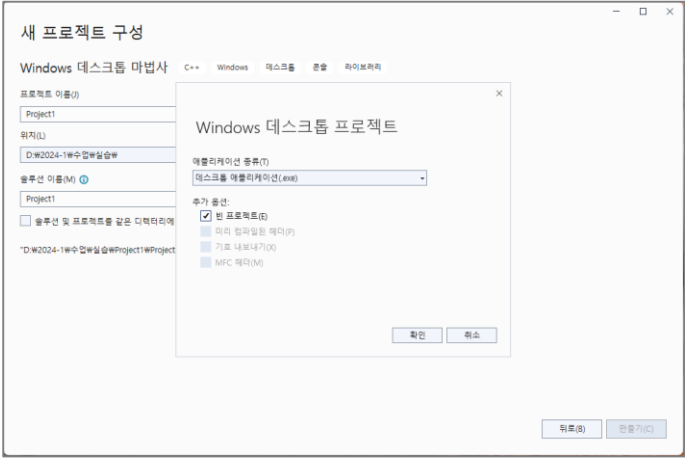 새 프로젝트 구성
Windows 데스크톱 마법사 C++ Windows 데스크톱 콘솔 라이브러리
프로젝트 이름(J)
Project1
위치(L)
D:₩2024-1₩수업₩실습₩
솔루션 이름(M)
Project1
솔루션 및 프로젝트를 같은 디렉터리에
"D:₩2024-1₩수업₩실습₩Project1₩Project
Windows 데스크톱 프로젝트
애플리케이션 종류(T)
데스크톱 애플리케이션(.exe)
추가 옵션:
빈 프로젝트(E)
미리 컴파일된 헤더(P)
기호 내보내기(X)
MFC 헤더(M)
확인 취소
뒤로(B) 만들기(C)